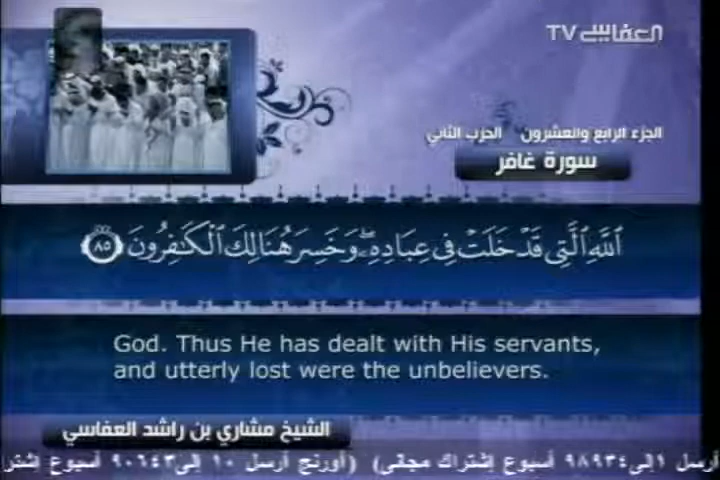 العفاسي TV
الجزء الرابع والعشرون الحزب الثاني
سورة غافر
ٱللَّهِ ٱلَّتِي قَدْ خَلَتْ فِي عِبَادِهِۦۖ وَخَسِرَ هُنَالِكَ ٱلْكَٰفِرُونَ ٨٥
God. Thus He has dealt with His servants,
and utterly lost were the unbelievers.
الشيخ مشاري بن راشد العفاسي
أرسل ١ إلى ٩٨٩٣٤ أسبوع إشتراك مجاني) (أورنج أرسل ١٠ إلى ٩٠٦٤٣ أسبوع إشترا